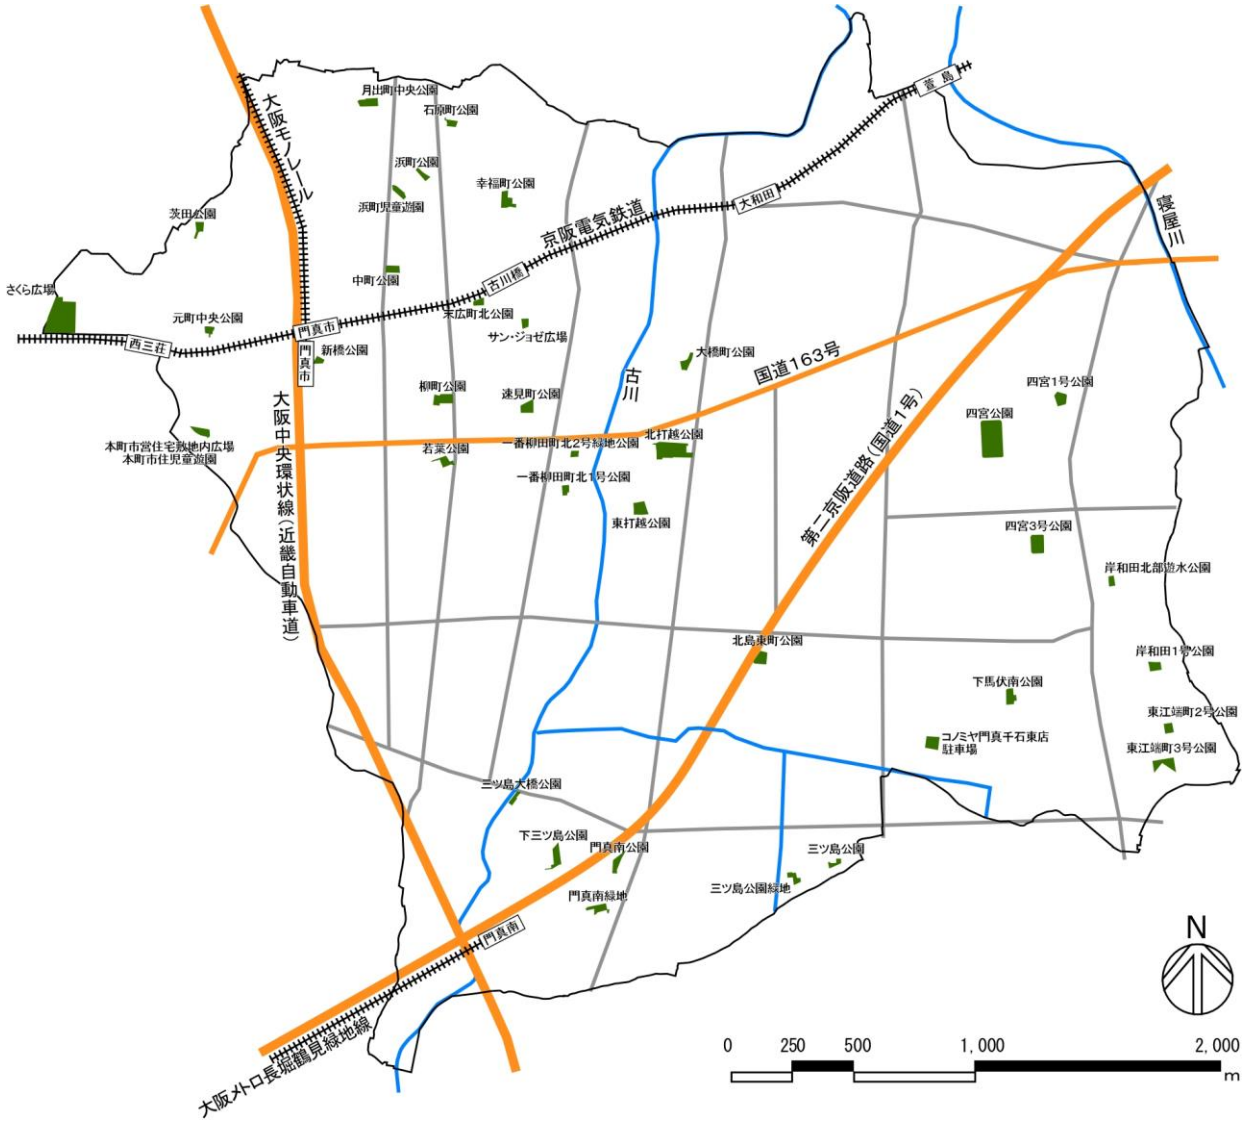 月出町中央公園
石原町公園
大阪モノレール
浜町公園
幸福町公園
浜町児童遊園
茨田公園
京阪電気鉄道
大和田
萱島
寝屋川
中町公園
古川橋
さくら広場
元町中央公園
末広町北公園
サン・ジョゼ広場
西三荘
門真市
門真市
新橋公園
大橋町公園
国道163号
古川
柳町公園
速見町公園
四宮1号公園
四宮公園
大阪中央環状線(近畿自動車道)
本町市営住宅敷地内広場
本町市住児童遊園
若葉公園
一番柳田町北2号緑地公園
北打越公園
第二京阪道路(国道1号)
一番柳田町北1号公園
東打越公園
四宮3号公園
岸和田北部遊水公園
北島東町公園
岸和田1号公園
下馬伏南公園
東江端町2号公園
コノミヤ門真千石東店
駐車場
東江端町3号公園
三ツ島大橋公園
下三ツ島公園
門真南公園
三ツ島公園
三ツ島公園緑地
門真南緑地
門真南
大阪メトロ長堀鶴見緑地線
N
0 250 500 1,000 2,000
m